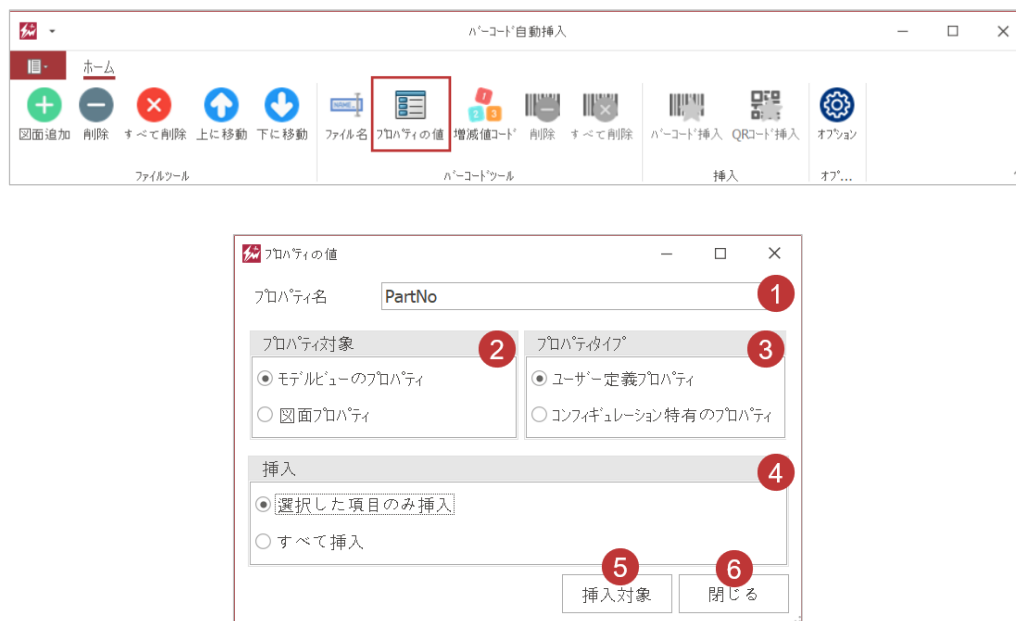 バーコード自動挿入
ホーム
図面追加 削除 すべて削除 上に移動 下に移動 ファイル名 プロパティの値 増減値コード 削除 すべて削除 バーコード挿入 QRコード挿入 オプション
ファイルツール バーコードツール 挿入 オプ...
プロパティの値
プロパティ名 PartNo 1
プロパティ対象 2 プロパティタイプ 3
モデルビューのプロパティ ユーザー定義プロパティ
図面プロパティ コンフィギュレーション特有のプロパティ
挿入 4
選択した項目のみ挿入
すべて挿入
5 6
挿入対象 閉じる